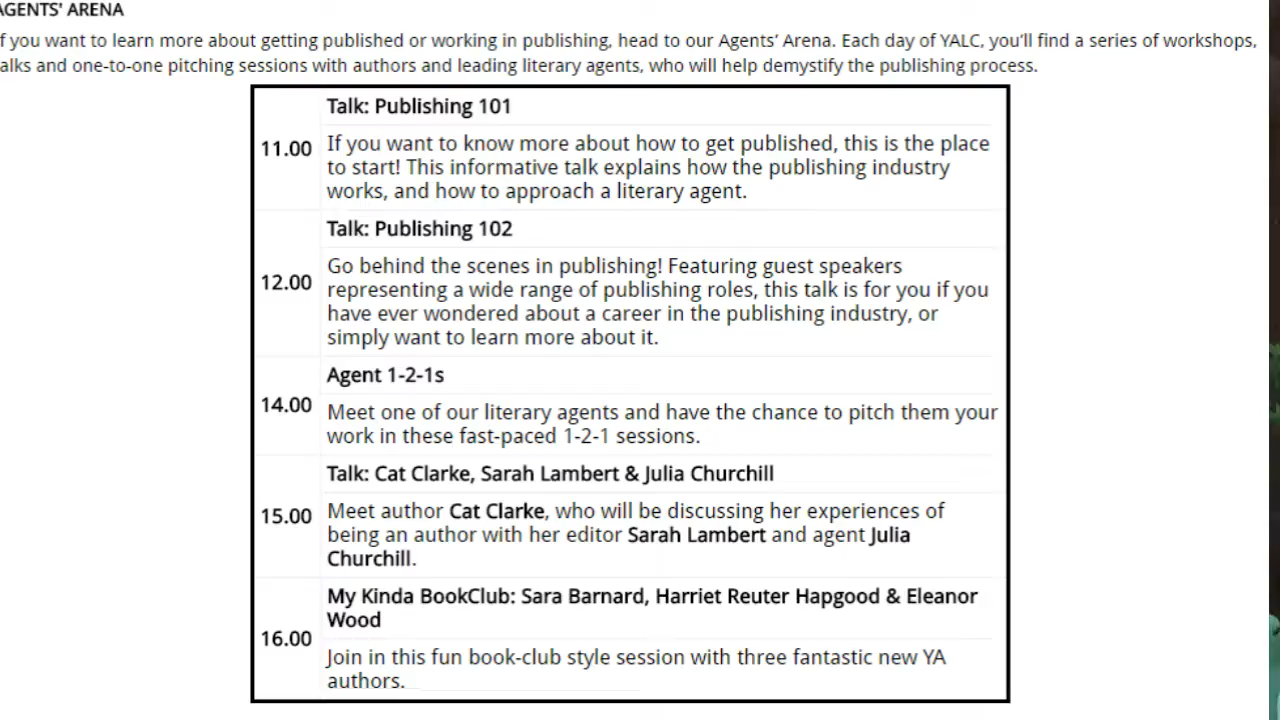 AGENTS' ARENA
f you want to learn more about getting published or working in publishing, head to our Agents' Arena. Each day of YALC, you'll find a series of workshops,
alks and one-to-one pitching sessions with authors and leading literary agents, who will help demystify the publishing process.
Talk: Publishing 101
11.00
If you want to know more about how to get published, this is the place
to start! This informative talk explains how the publishing industry
works, and how to approach a literary agent.
Talk: Publishing 102
12.00
Go behind the scenes in publishing! Featuring guest speakers
representing a wide range of publishing roles, this talk is for you if you
have ever wondered about a career in the publishing industry, or
simply want to learn more about it.
Agent 1-2-1s
14.00
Meet one of our literary agents and have the chance to pitch them your
work in these fast-paced 1-2-1 sessions.
Talk: Cat Clarke, Sarah Lambert & Julia Churchill
15.00
Meet author Cat Clarke, who will be discussing her experiences of
being an author with her editor Sarah Lambert and agent Julia
Churchill.
My Kinda BookClub: Sara Barnard, Harriet Reuter Hapgood & Eleanor
Wood
16.00
Join in this fun book-club style session with three fantastic new YA
authors.